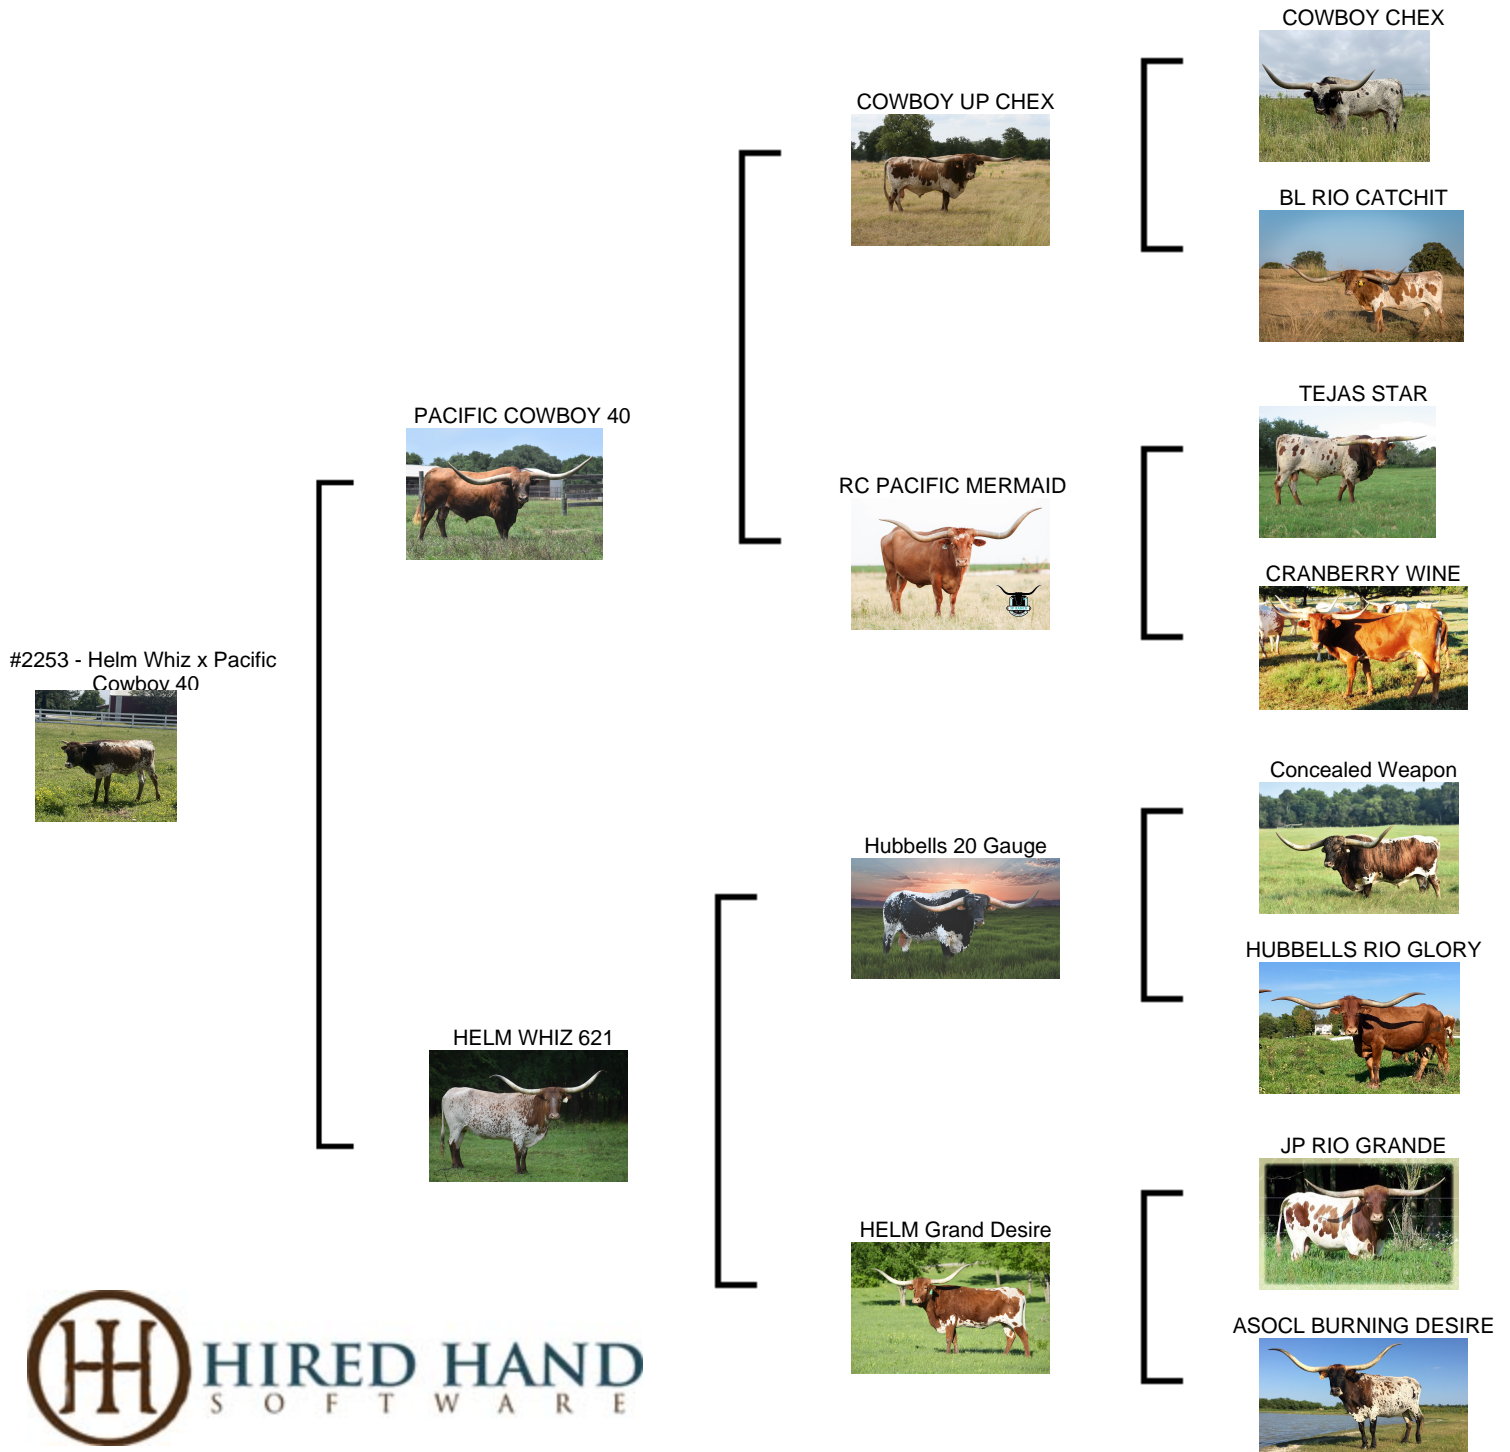 COWBOY CHEX
COWBOY UP CHEX
BL RIO CATCHIT
TEJAS STAR
PACIFIC COWBOY 40
RC PACIFIC MERMAID
CRANBERRY WINE
#2253 - Helm Whiz x Pacific
Cowboy 40
Concealed Weapon
Hubbells 20 Gauge
HUBBELLS RIO GLORY
HELM WHIZ 621
JP RIO GRANDE
HELM Grand Desire
ASOCL BURNING DESIRE
HIRED HAND
SOFTWARE